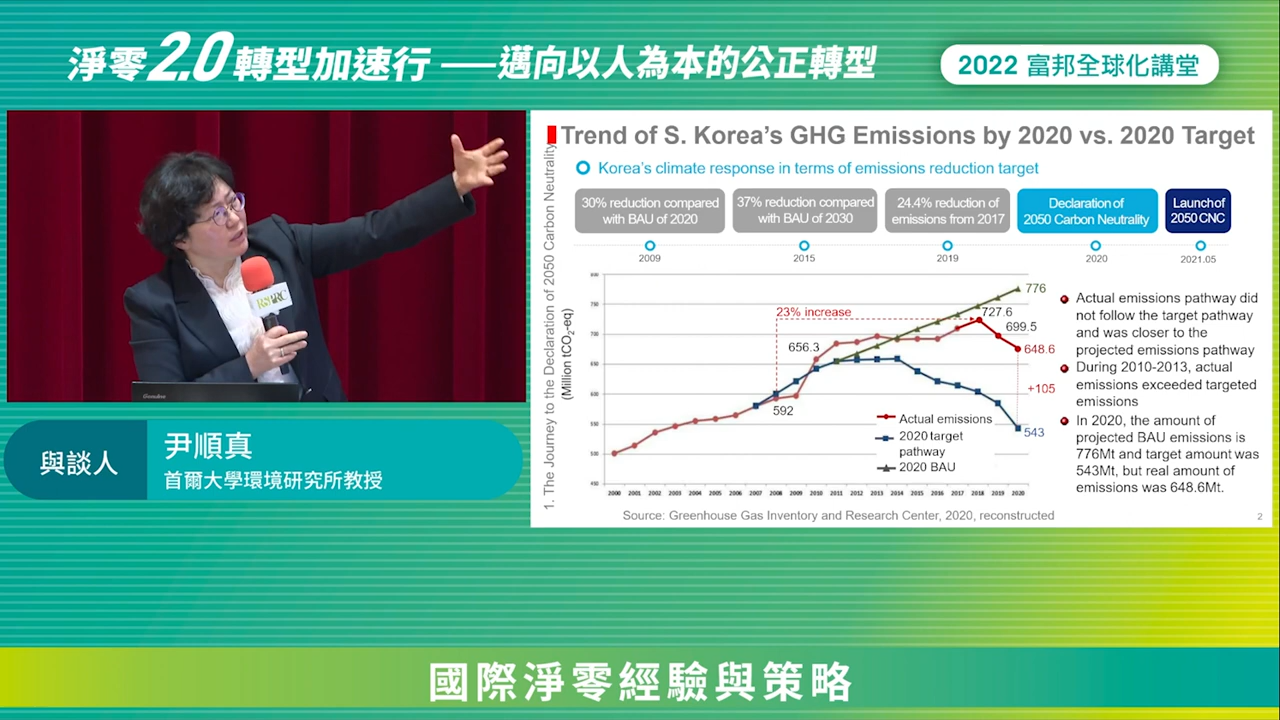 淨零2.0轉型加速行——邁向以人為本的公正轉型
2022 富邦全球化講堂
RSPRC
與談人
尹順真
首爾大學環境研究所教授
1. The Journey to the Declaration of 2050 Carbon Neutrality
Trend of S. Korea's GHG Emissions by 2020 vs. 2020 Target
Korea's climate response in terms of emissions reduction target
30% reduction compared
with BAU of 2020
37% reduction compared
with BAU of 2030
24.4% reduction of
emissions from 2017
Declaration of
2050 Carbon Neutrality
Launch of
2050 CNC
2009
2015
2019
2020
2021.05
(Million tCO2-eq)
800
750
700
650
600
550
500
450
23% increase
656.3
592
776
727.6
699.5
648.6
+105
543
Actual emissions
2020 target
pathway
2020 BAU
2000 2001 2002 2003 2004 2005 2006 2007 2008 2009 2010 2011 2012 2013 2014 2015 2016 2017 2018 2019 2020
Actual emissions pathway did
not follow the target pathway
and was closer to the
projected emissions pathway
During 2010-2013, actual
emissions exceeded targeted
emissions
In 2020, the amount of
projected BAU emissions is
776Mt and target amount was
543Mt, but real amount of
emissions was 648.6Mt.
Source: Greenhouse Gas Inventory and Research Center, 2020, reconstructed
2
國際淨零經驗與策略